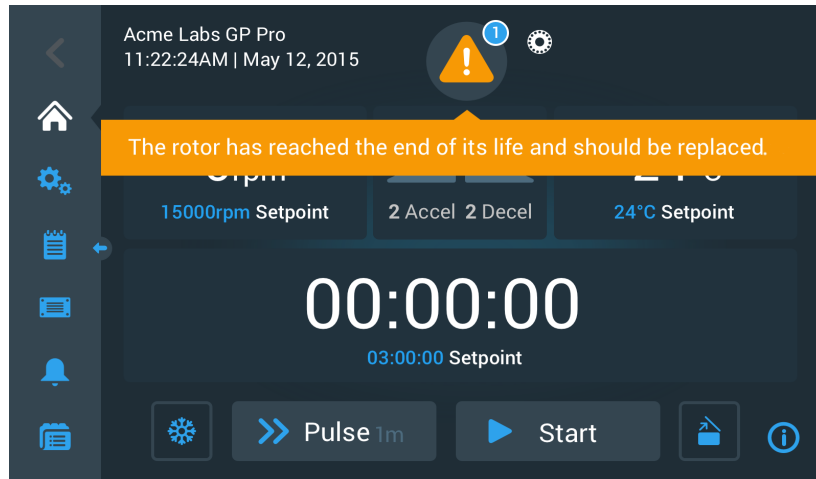 Acme Labs GP Pro
11:22:24AM | May 12, 2015
1
The rotor has reached the end of its life and should be replaced.
rpm
15000rpm Setpoint
2 Accel 2 Decel
24°C Setpoint
00:00:00
03:00:00 Setpoint
Pulse 1m
Start